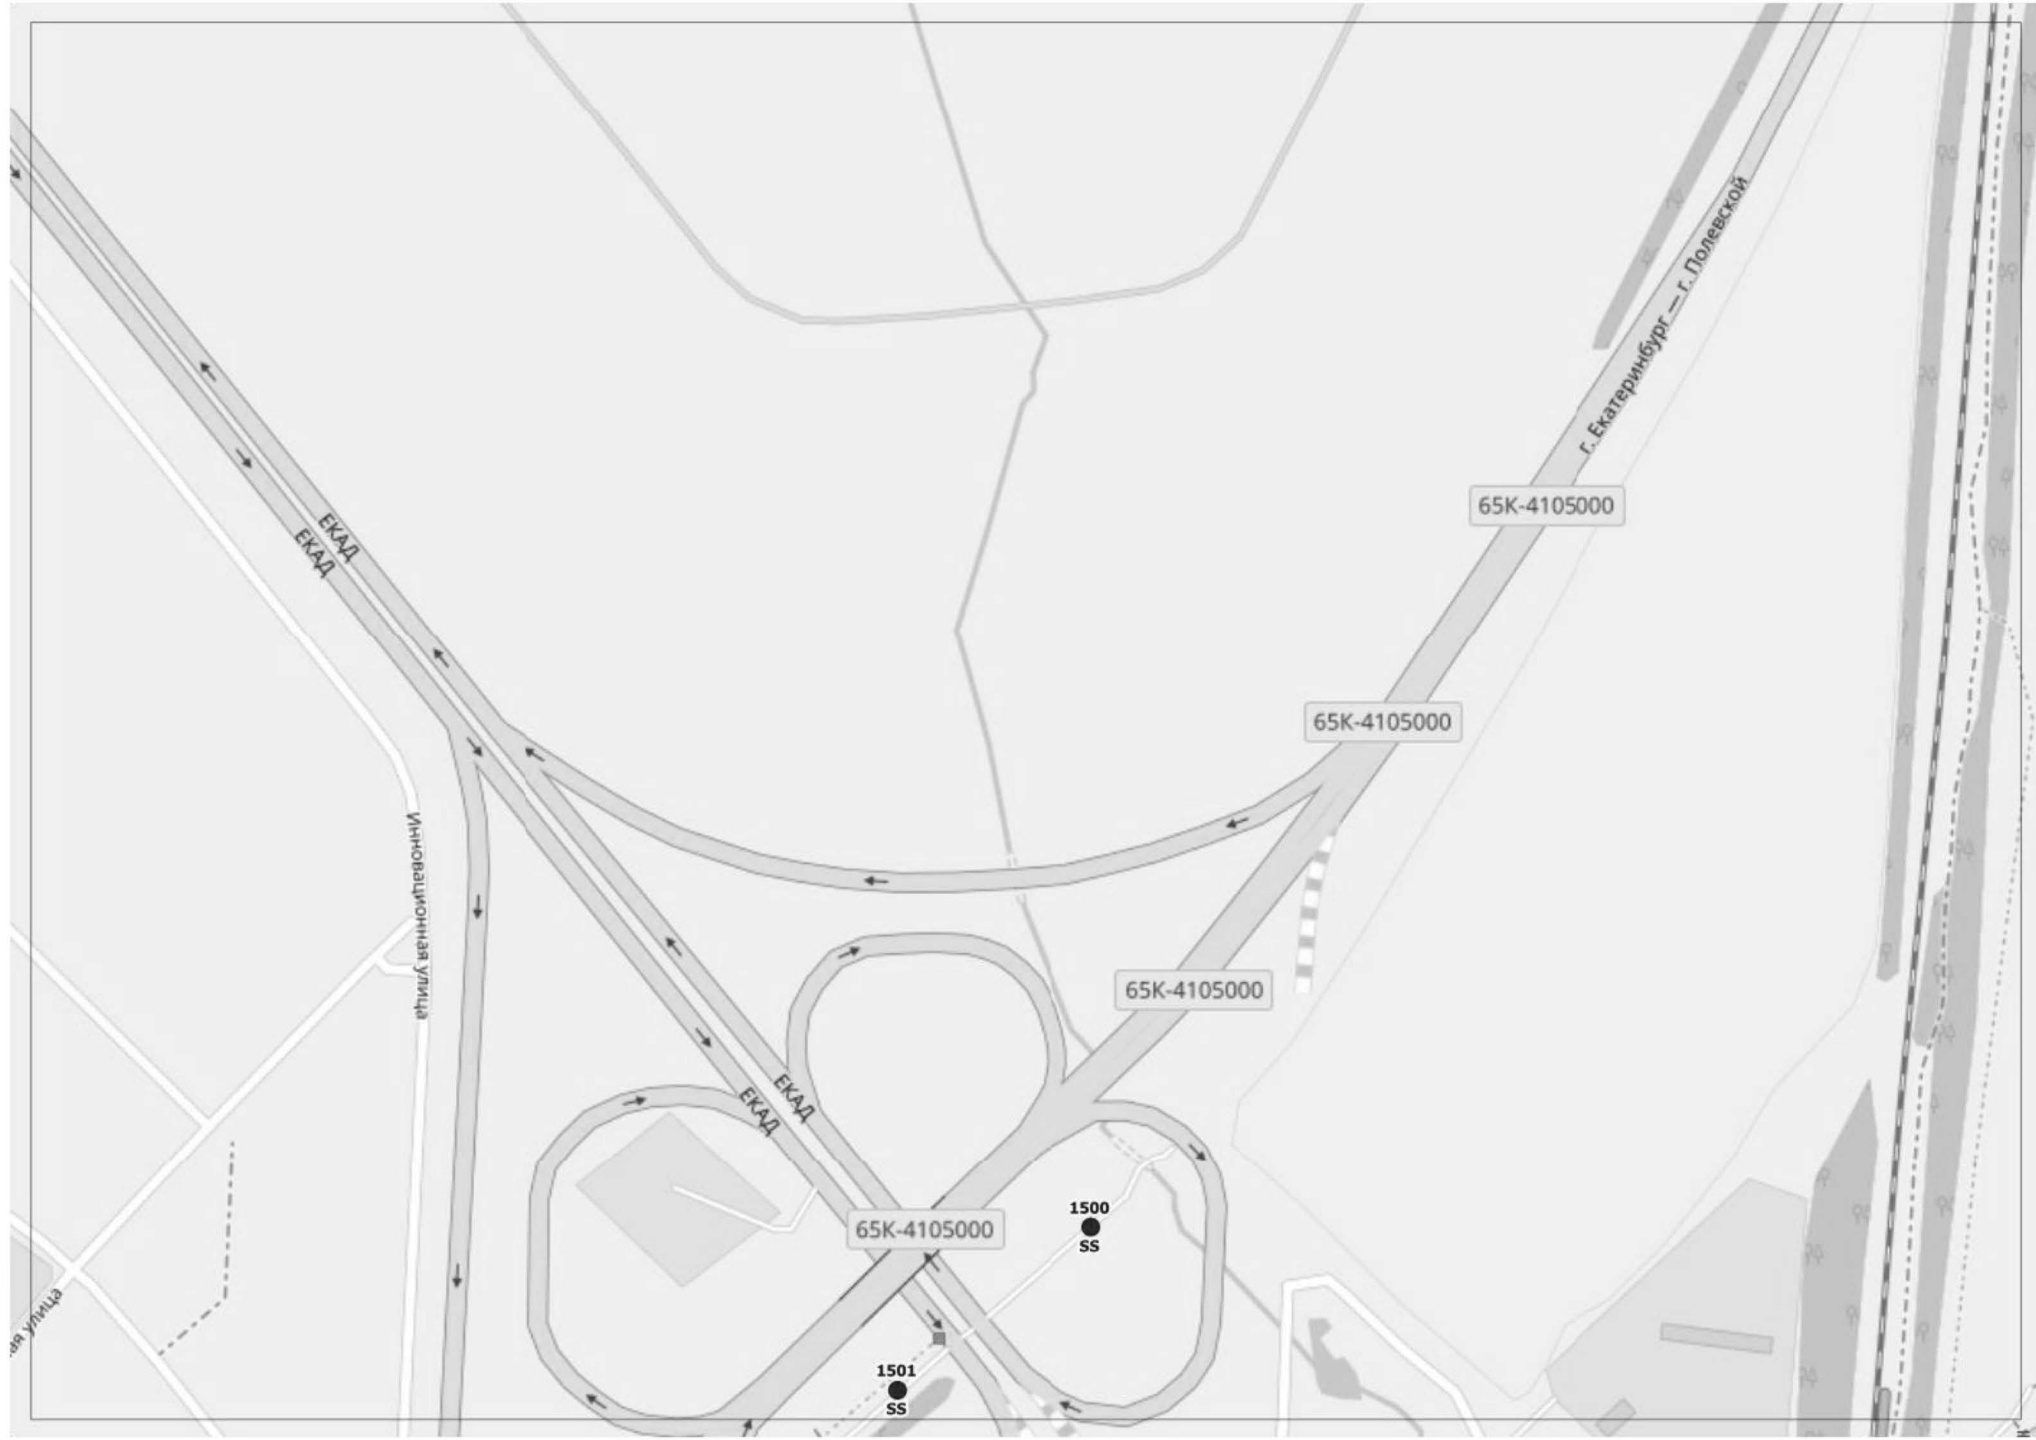 г. Екатеринбург — г. Полевской
65К-4105000
ЕКАД
ЕКАД
65К-4105000
Инновационная улица
65К-4105000
ЕКАД
ЕКАД
1500
SS
65К-4105000
ая улица
1501
SS